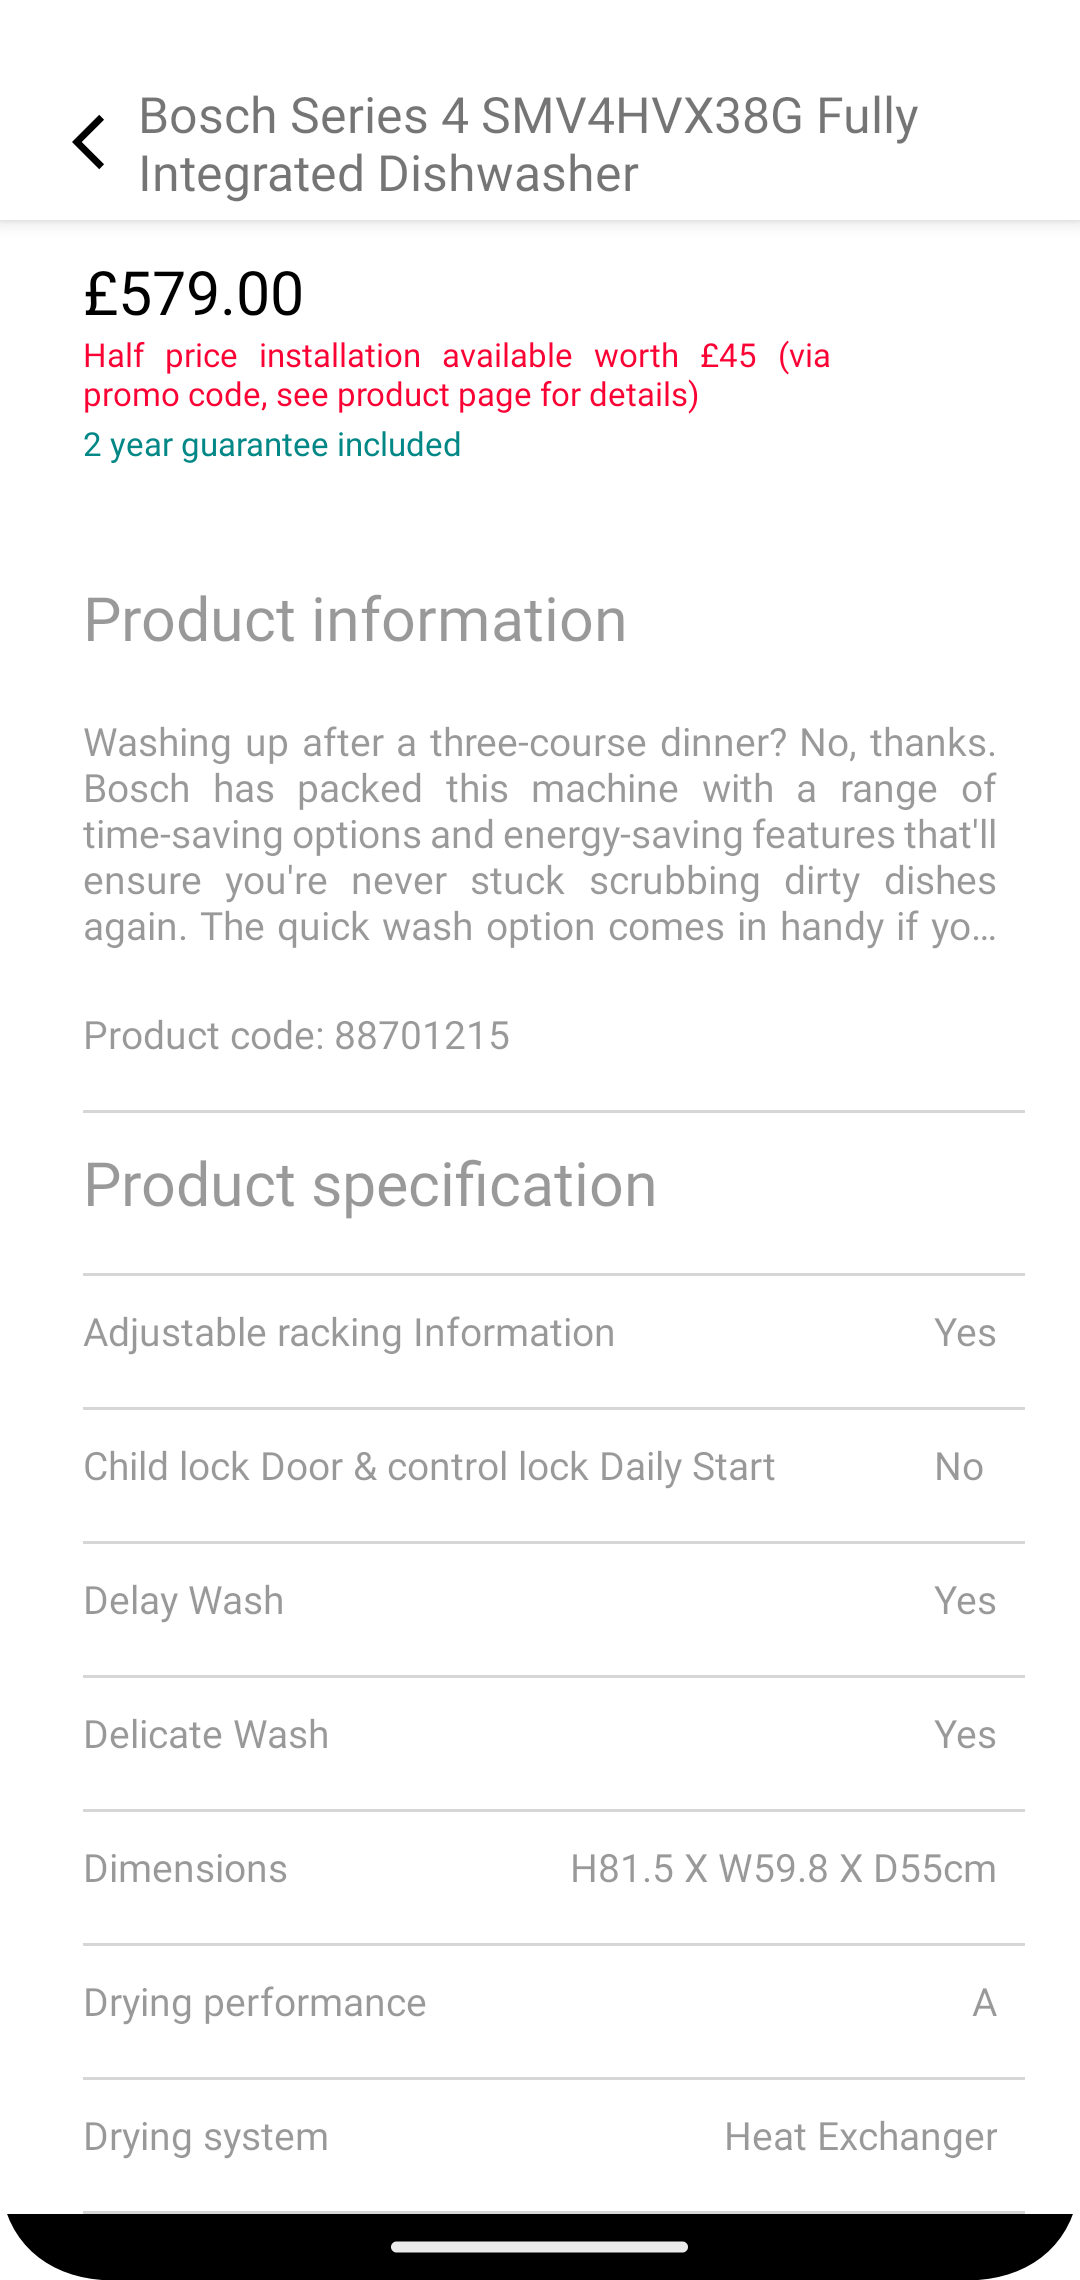 Bosch Series 4 SMV4HVX38G Fully
Integrated Dishwasher
£579.00
Half price installation available worth £45 (via
promo code, see product page for details)
2 year guarantee included
Product information
Washing up after a three-course dinner? No, thanks.
Bosch has packed this machine with a range of
time-saving options and energy-saving features that'll
ensure you're never stuck scrubbing dirty dishes
again. The quick wash option comes in handy if yo...
Product code: 88701215
Product specification
Adjustable racking Information Yes
Child lock Door & control lock Daily Start No
Delay Wash Yes
Delicate Wash Yes
Dimensions H81.5 X W59.8 X D55cm
Drying performance A
Drying system Heat Exchanger